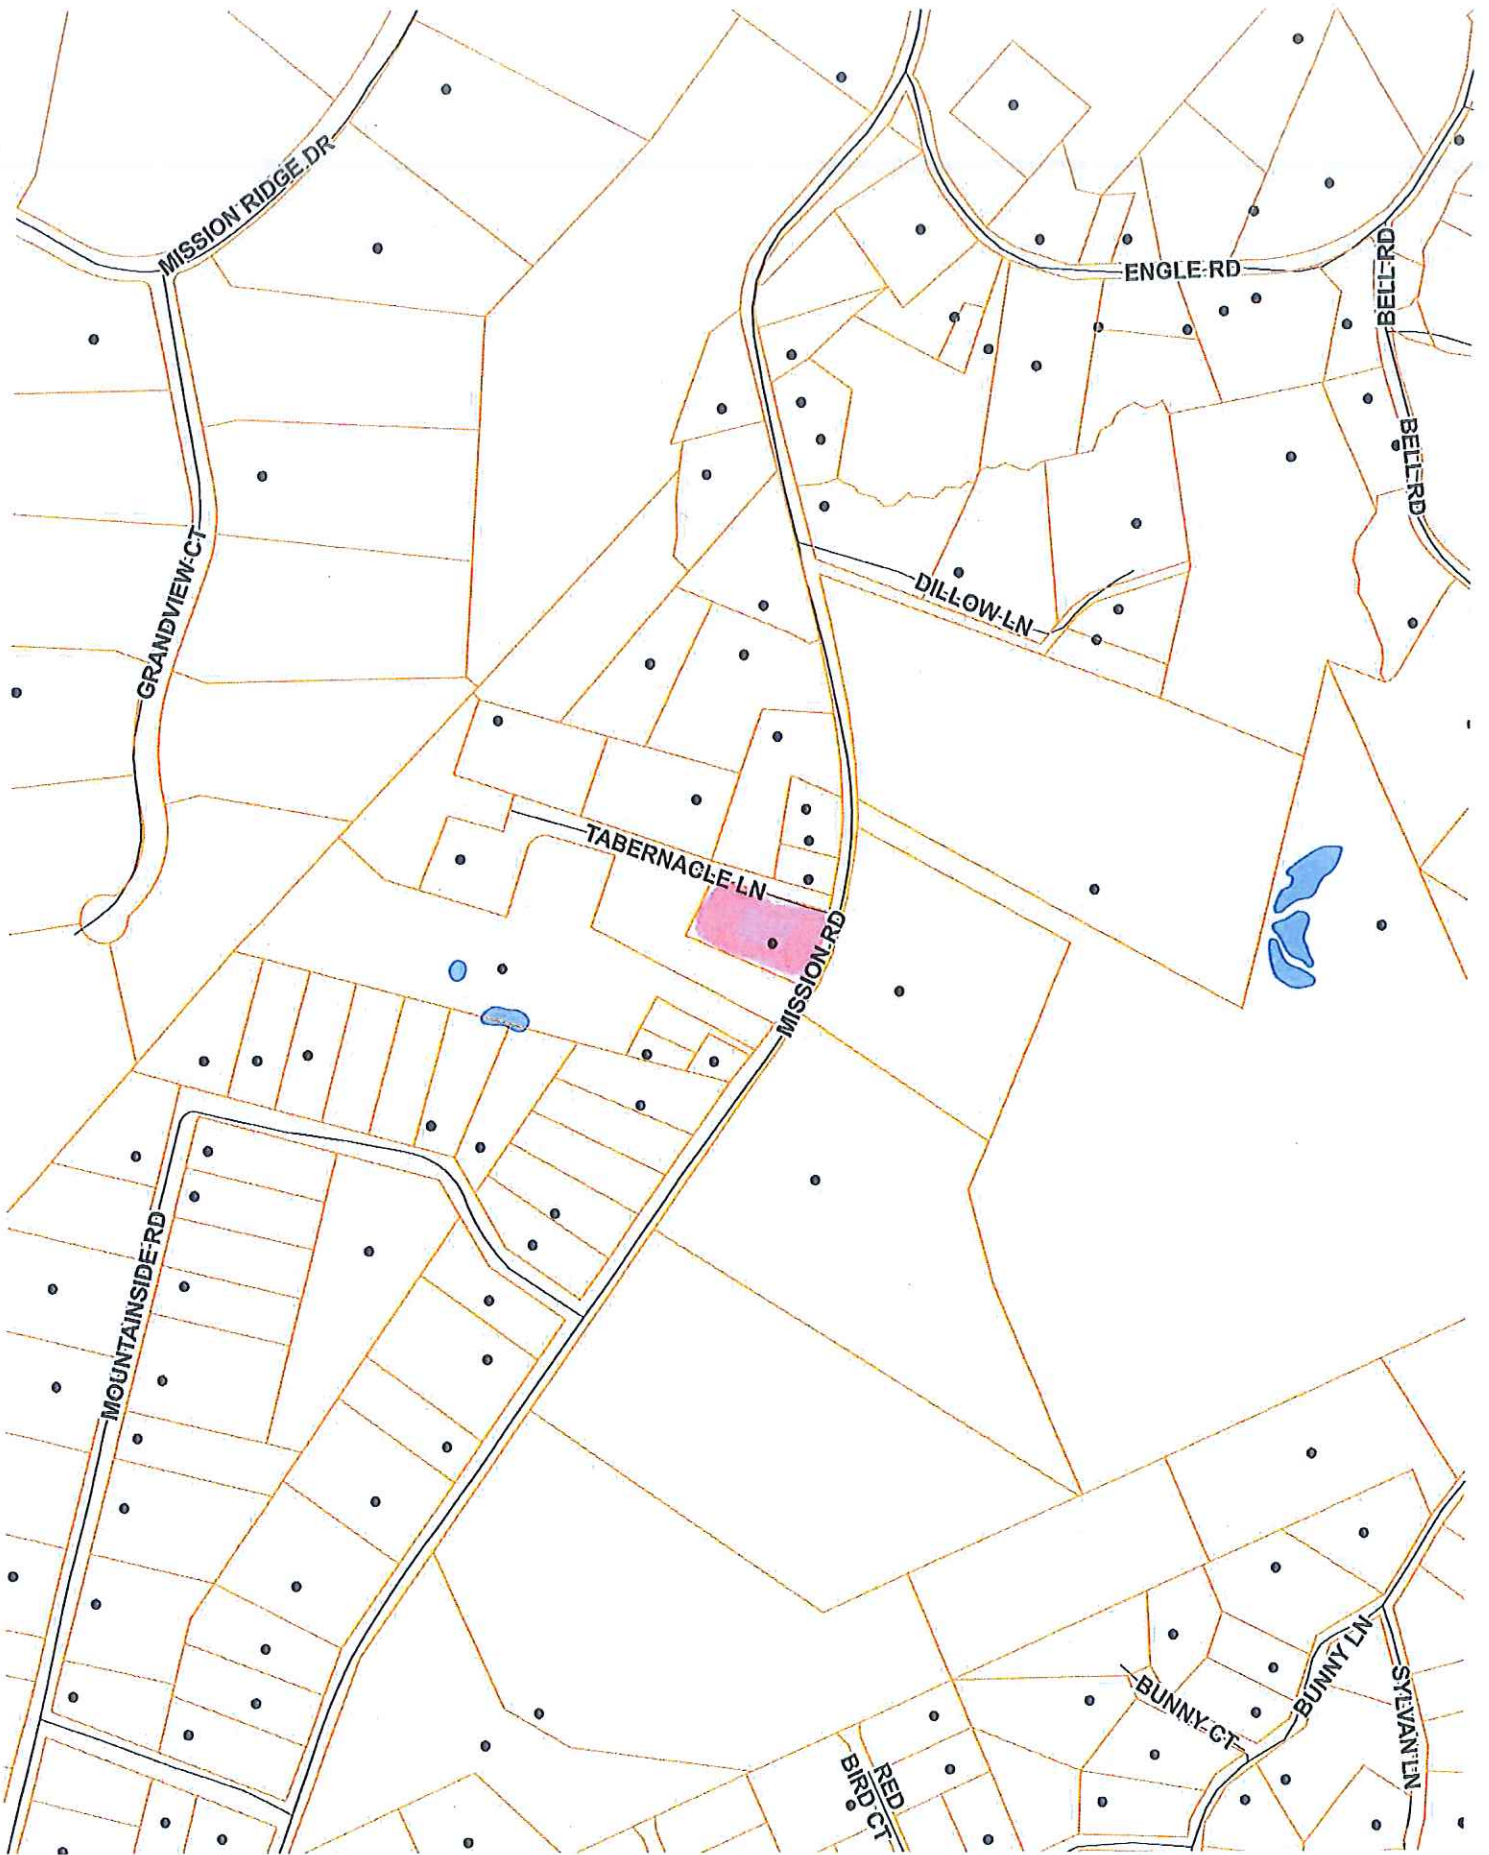 MISSION RIDGE DR
ENGLE RD
BELL RD
BELL RD
GRANDVIEW CT
DILLOW LN
TABERNACLE LN
MISSION RD
MOUNTAINSIDE RD
BUNNY LN
BUNNY CT
SYLVAN LN
RED
BIRD CT